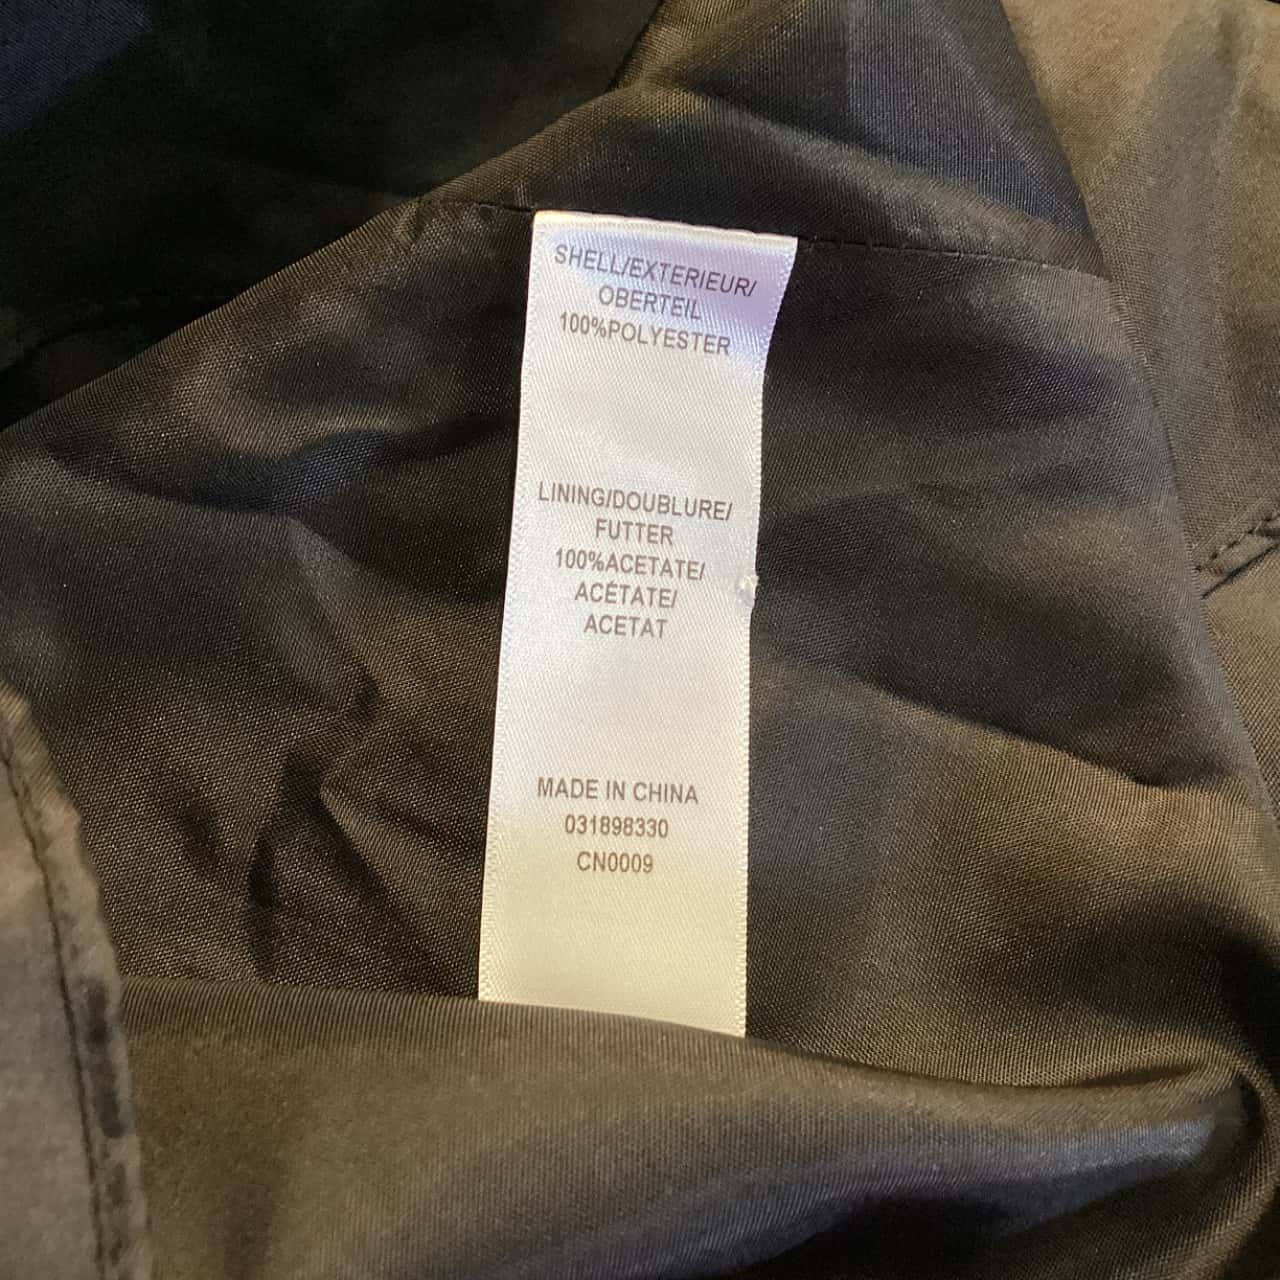 SHELL/EXTERIEUR/
OBERTEIL
100%POLYESTER
LINING/DOUBLURE/
FUTTER
100%ACETATE/
ACÉTATE/
ACETAT
MADE IN CHINA
031898330
CN0009